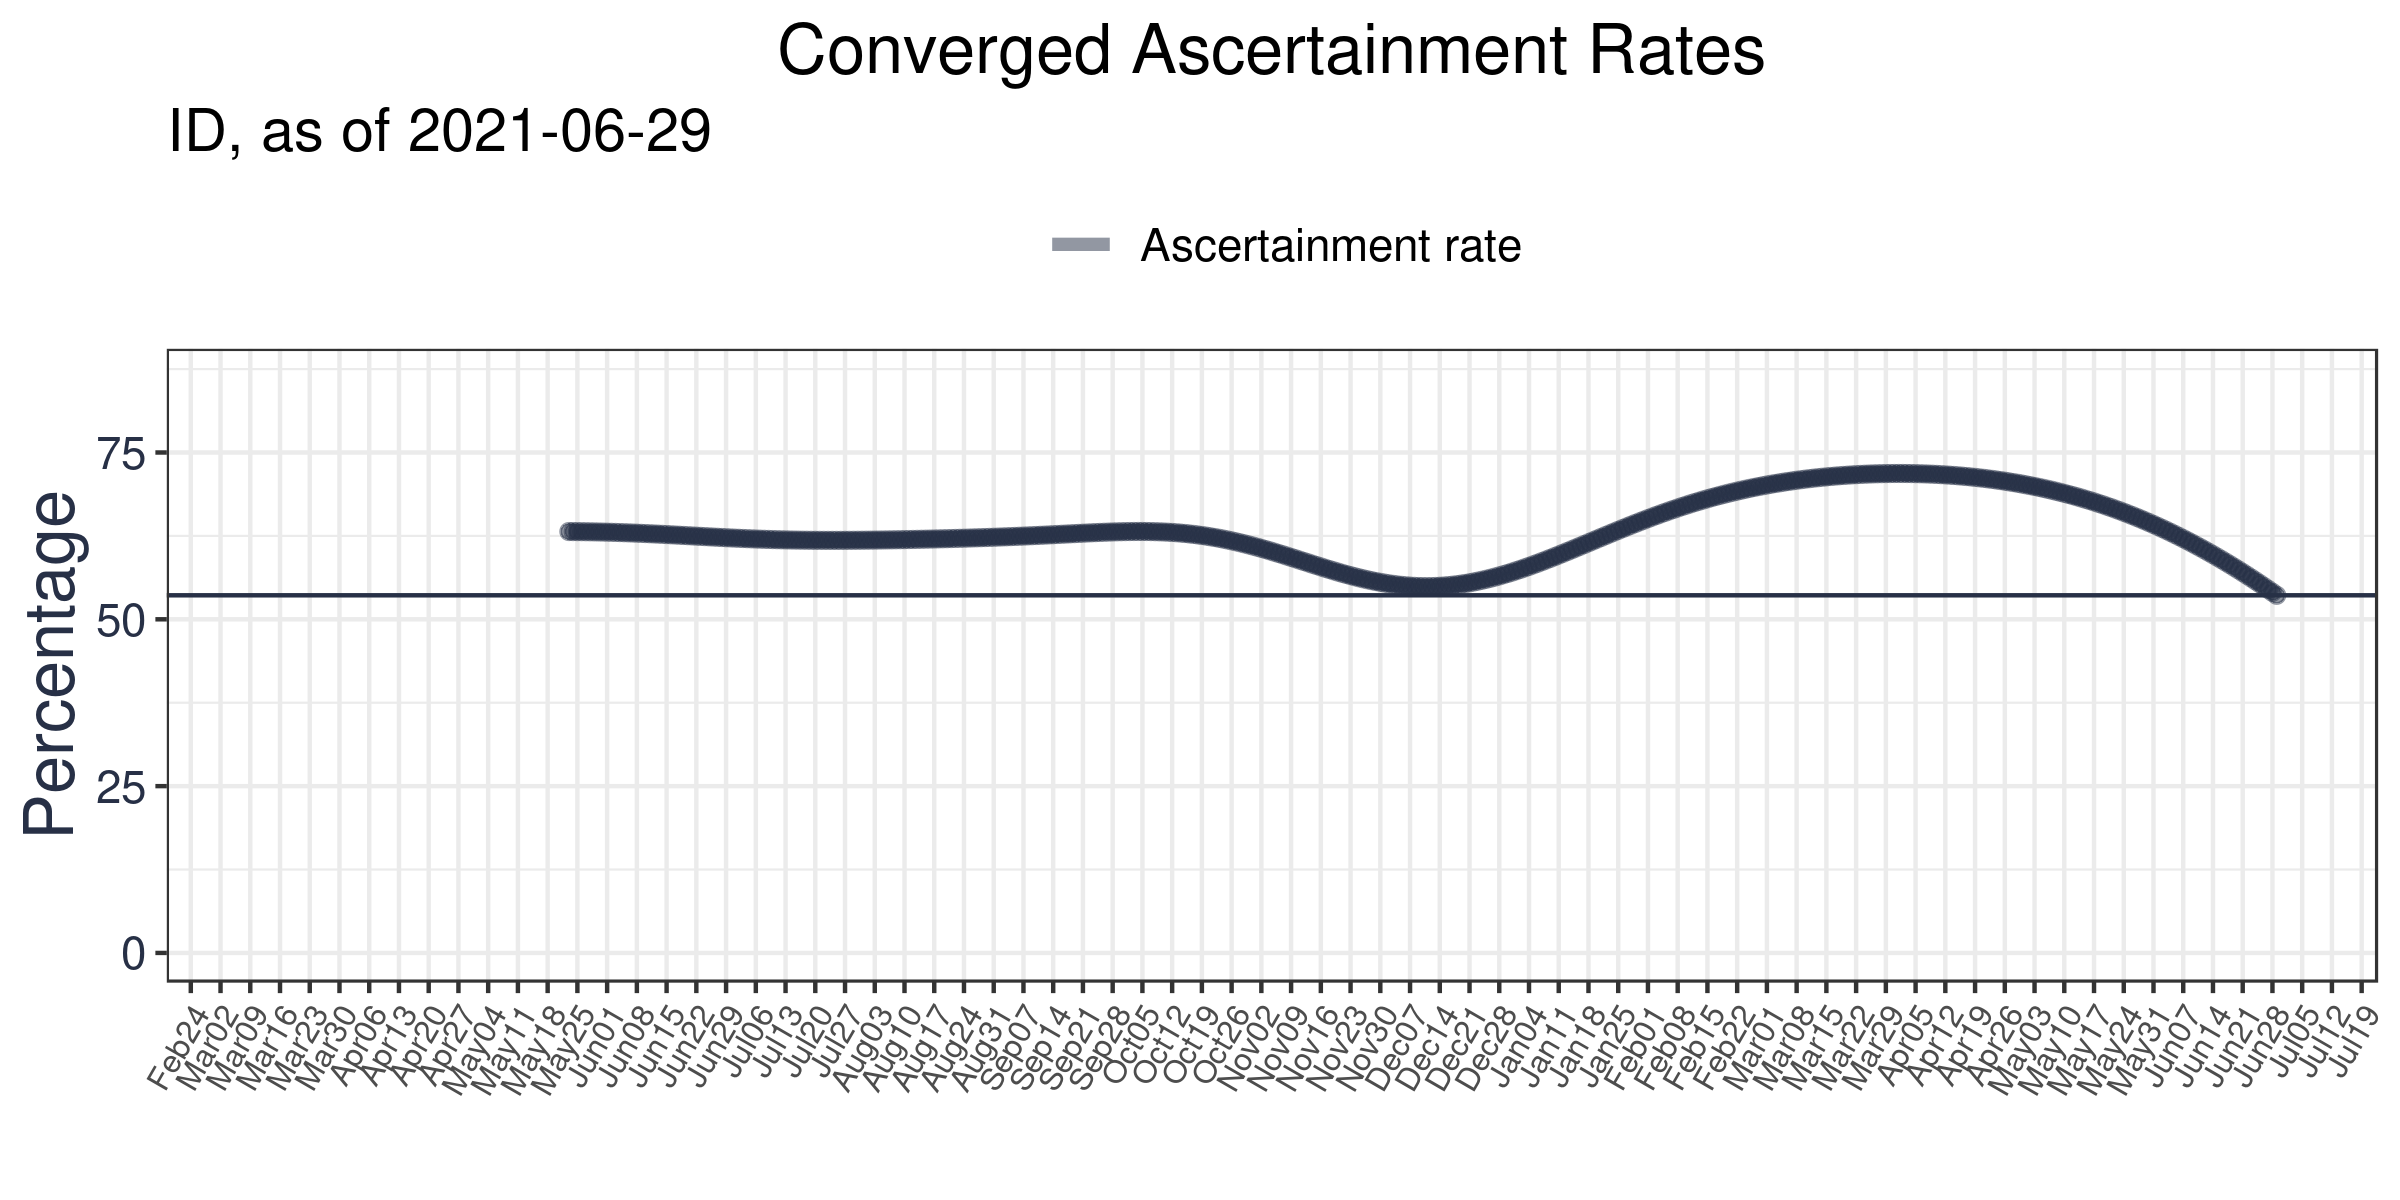 Converged Ascertainment Rates
ID, as of 2021-06-29
Ascertainment rate
Percentage
75
50
25
0
Feb24
Mar02
Mar09
Mar16
Mar23
Mar30
Apr06
Apr13
Apr20
Apr27
May04
May11
May18
May25
Jun01
Jun08
Jun15
Jun22
Jun29
Jul06
Jul13
Jul20
Jul27
Aug03
Aug10
Aug17
Aug24
Aug31
Sep07
Sep14
Sep21
Sep28
Oct05
Oct12
Oct19
Oct26
Nov02
Nov09
Nov16
Nov23
Nov30
Dec07
Dec14
Dec21
Dec28
Jan04
Jan11
Jan18
Jan25
Feb01
Feb08
Feb15
Feb22
Mar01
Mar08
Mar15
Mar22
Mar29
Apr05
Apr12
Apr19
Apr26
May03
May10
May17
May24
May31
Jun07
Jun14
Jun21
Jun28
Jul05
Jul12
Jul19